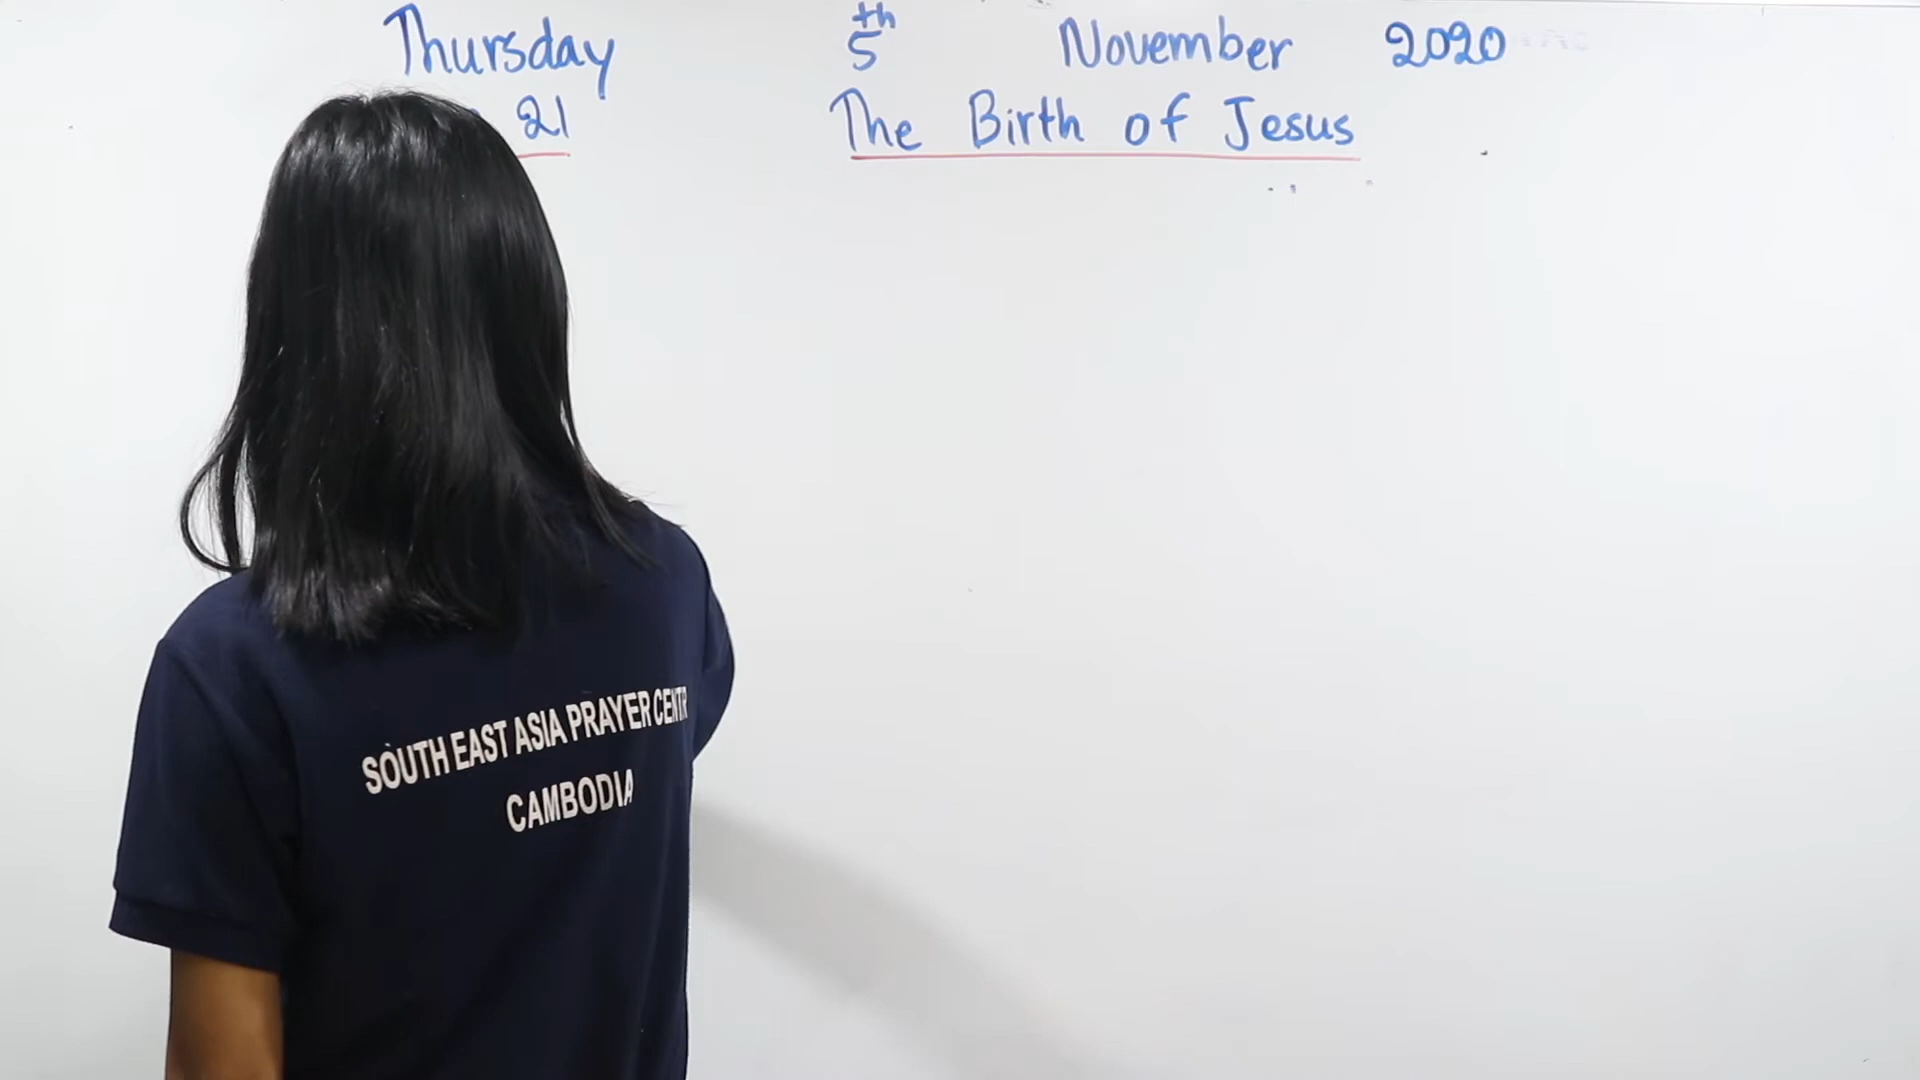 Thursday 5th November 2020
21 The Birth of Jesus
SOUTH EAST ASIA PRAYER CENTR
CAMBODIA